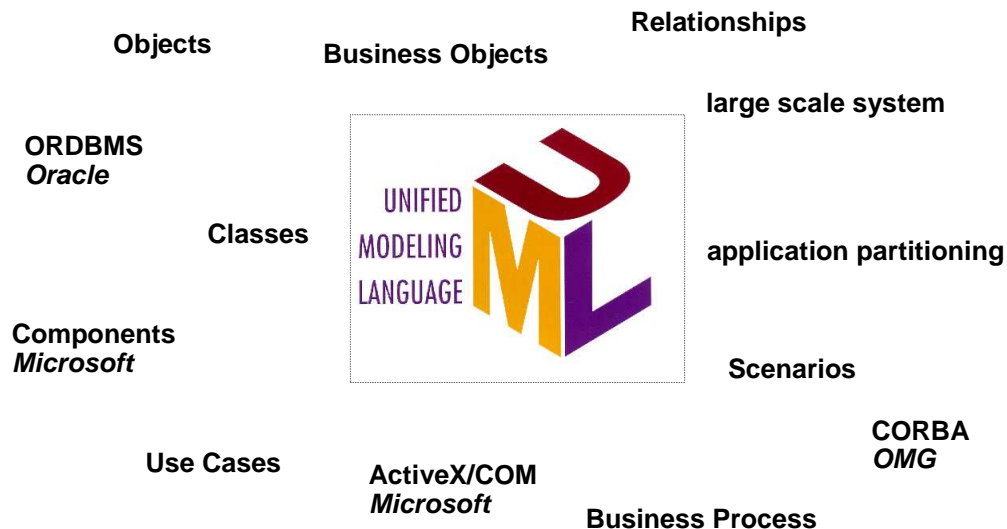 Relationships
Objects
Business Objects
large scale system
ORDBMS
Oracle
UNIFIED
MODELING
LANGUAGE
UML
Classes
application partitioning
Components
Microsoft
Scenarios
CORBA
OMG
Use Cases
ActiveX/COM
Microsoft
Business Process